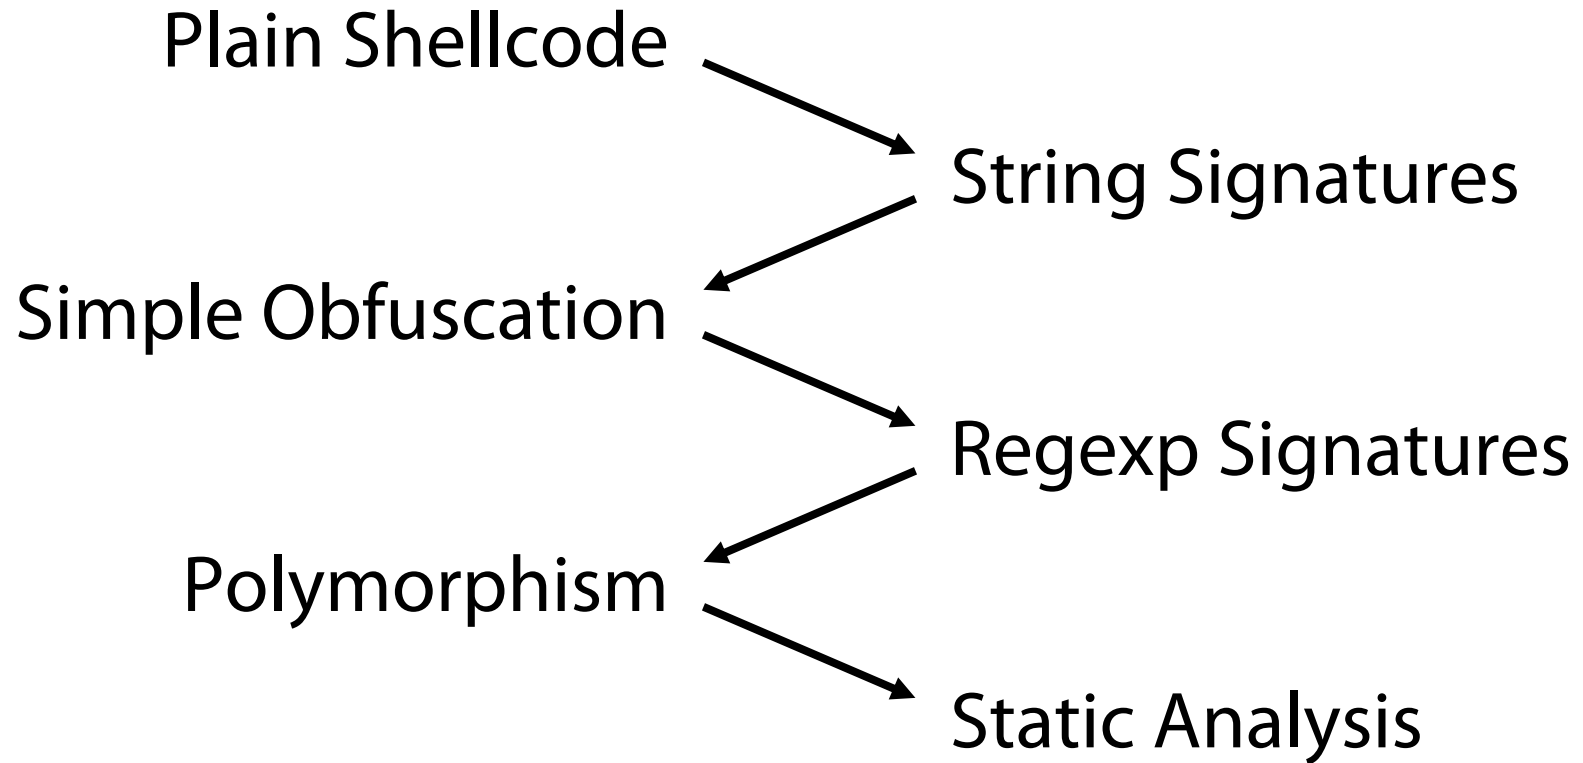 Plain Shellcode
String Signatures
Simple Obfuscation
Regexp Signatures
Polymorphism
Static Analysis